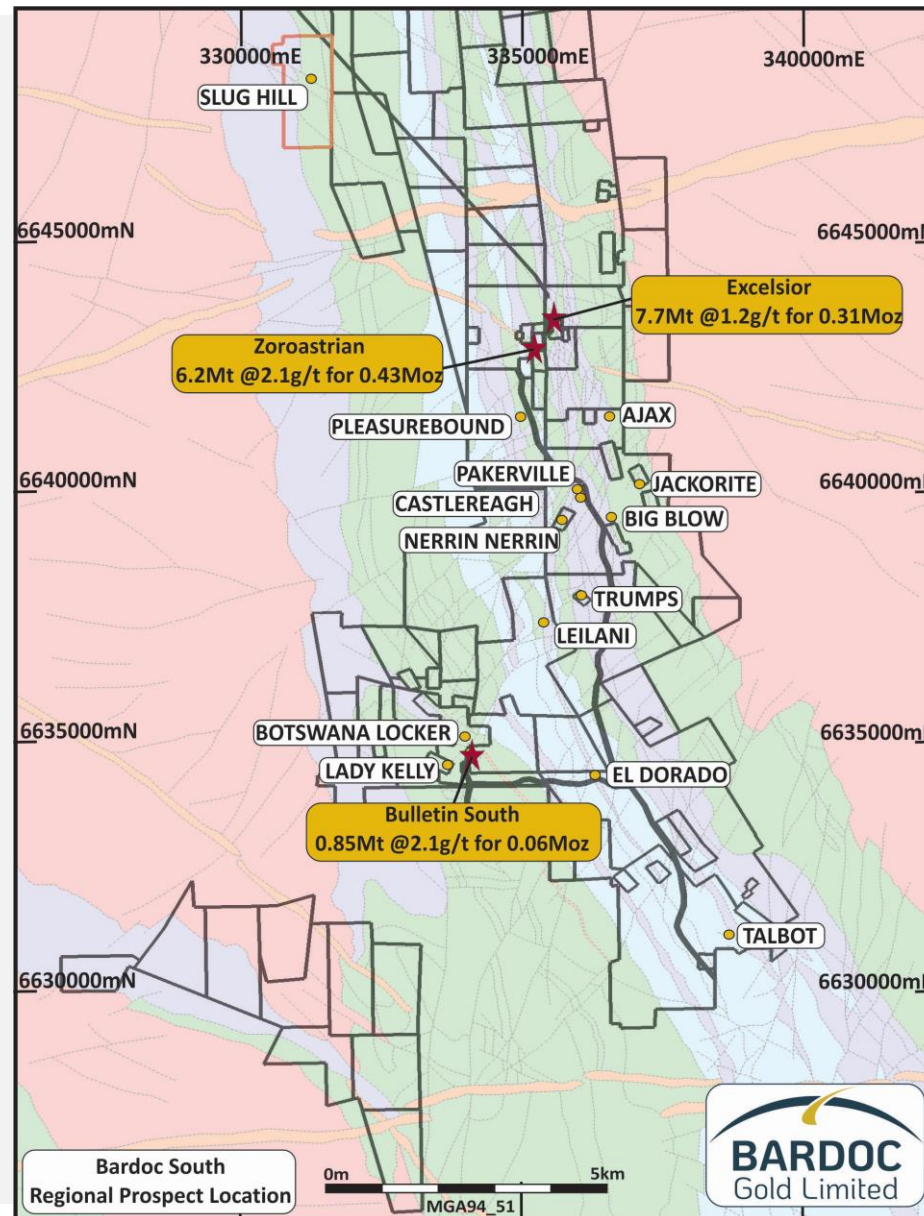 330000mE
335000mE
340000mE
SLUG HILL
6645000mN
6645000mN
Excelsior
7.7Mt @1.2g/t for 0.31Moz
Zoroastrian
6.2Mt @2.1g/t for 0.43Moz
PLEASUREBOUND
AJAX
PAKERVILLE
6640000mN
JACKORITE
6640000mN
CASTLEREAGH
BIG BLOW
NERRIN NERRIN
TRUMPS
LEILANI
BOTSWANA LOCKER
6635000mN
6635000mN
LADY KELLY
EL DORADO
Bulletin South
0.85Mt @2.1g/t for 0.06Moz
TALBOT
6630000mN
6630000mN
Bardoc South
Regional Prospect Location
0m
5km
MGA94_51
BARDOC
Gold Limited